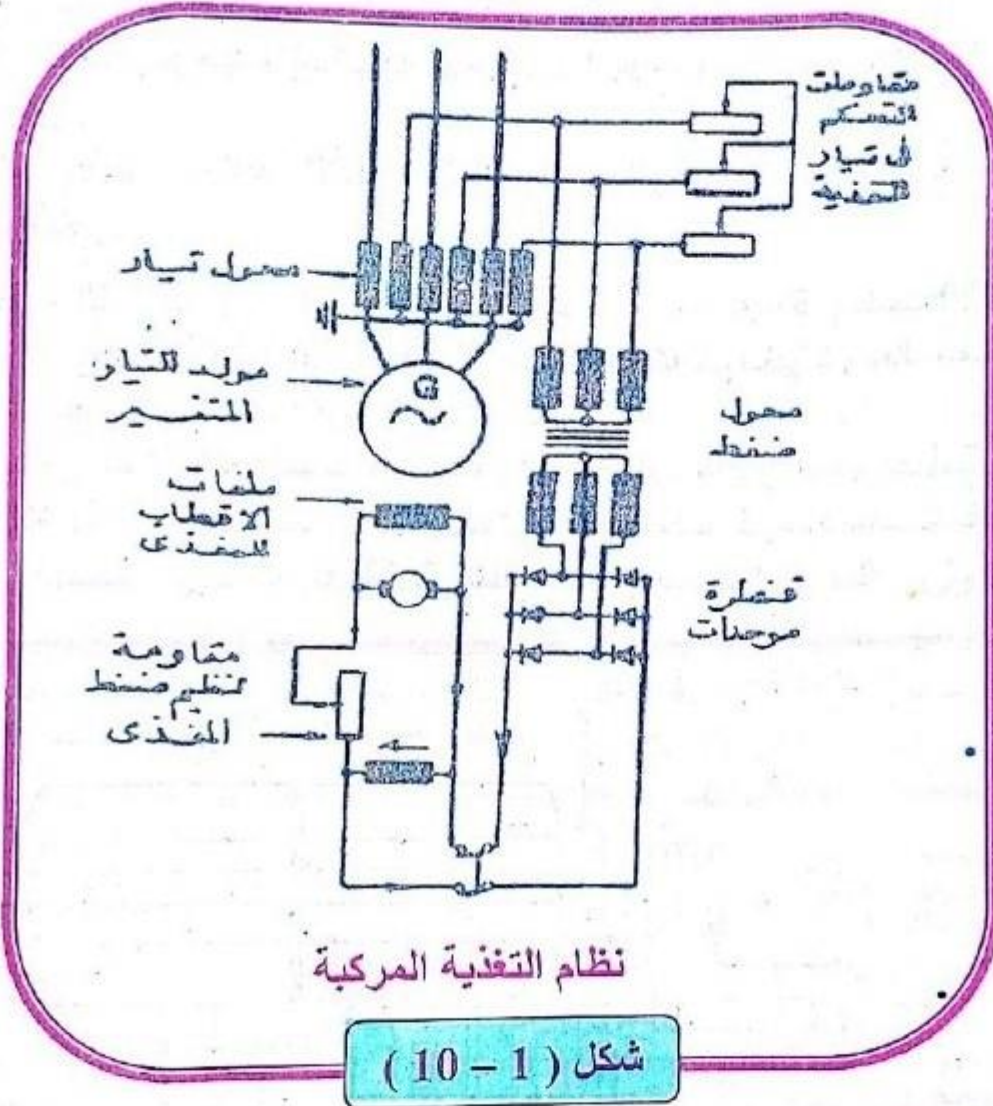 مقاومات
التحكم
فى تيار
التغذية
محول تيار
مولد للتيار
المتغير
G
محول
ضغط
ملفات
الاقطاب
للمغذى
قنطرة
موحدات
مقاومة
لتنظيم ضغط
المغذى
نظام التغذية المركبة
شكل ( 1 – 10 )